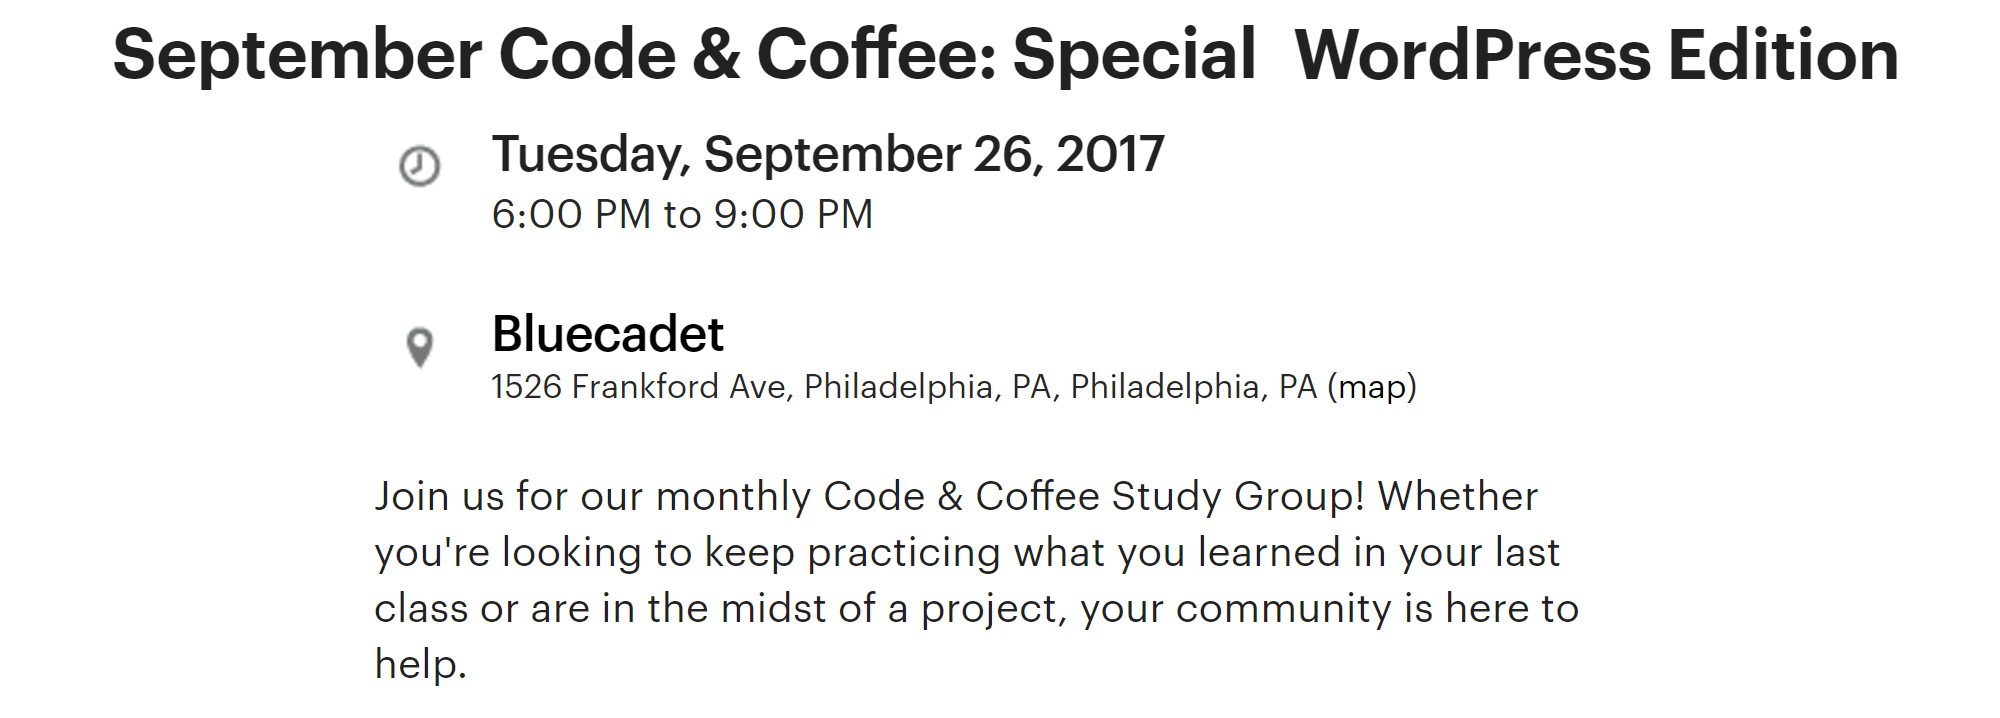 September Code & Coffee: Special WordPress Edition
Tuesday, September 26, 2017
6:00 PM to 9:00 PM
Bluecadet
1526 Frankford Ave, Philadelphia, PA, Philadelphia, PA (map)
Join us for our monthly Code & Coffee Study Group! Whether
you're looking to keep practicing what you learned in your last
class or are in the midst of a project, your community is here to
help.